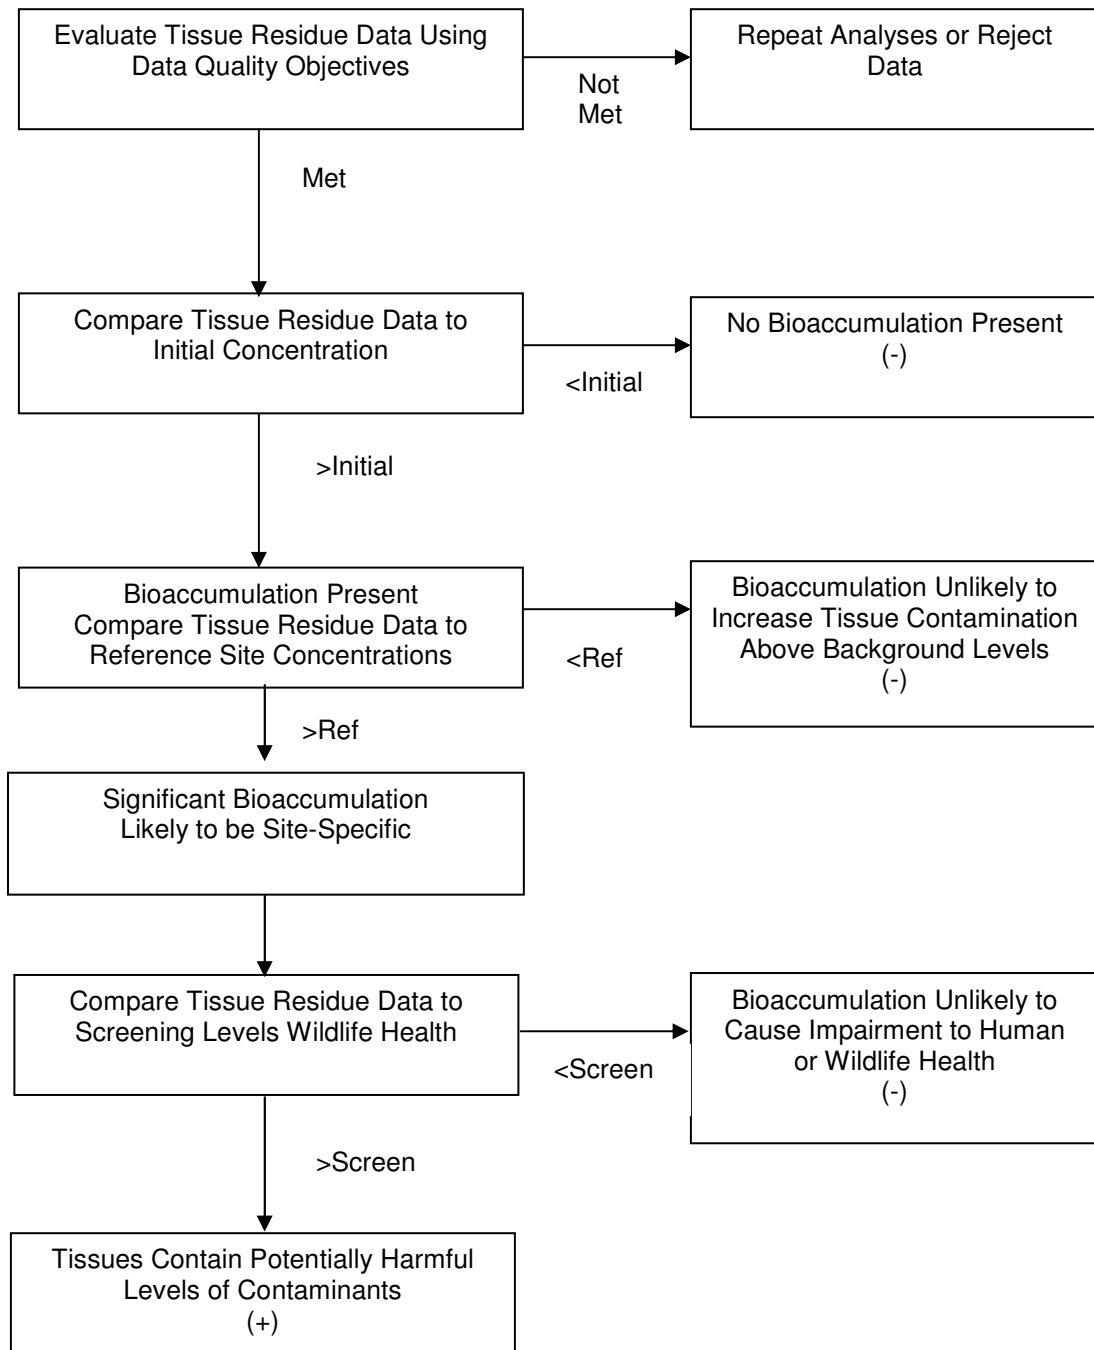 Evaluate Tissue Residue Data Using
Data Quality Objectives
Repeat Analyses or Reject
Data
Not
Met
Met
Compare Tissue Residue Data to
Initial Concentration
No Bioaccumulation Present
(-)
<Initial
>Initial
Bioaccumulation Present
Compare Tissue Residue Data to
Reference Site Concentrations
Bioaccumulation Unlikely to
Increase Tissue Contamination
Above Background Levels
(-)
<Ref
>Ref
Significant Bioaccumulation
Likely to be Site-Specific
Compare Tissue Residue Data to
Screening Levels Wildlife Health
Bioaccumulation Unlikely to
Cause Impairment to Human
or Wildlife Health
(-)
<Screen
>Screen
Tissues Contain Potentially Harmful
Levels of Contaminants
(+)